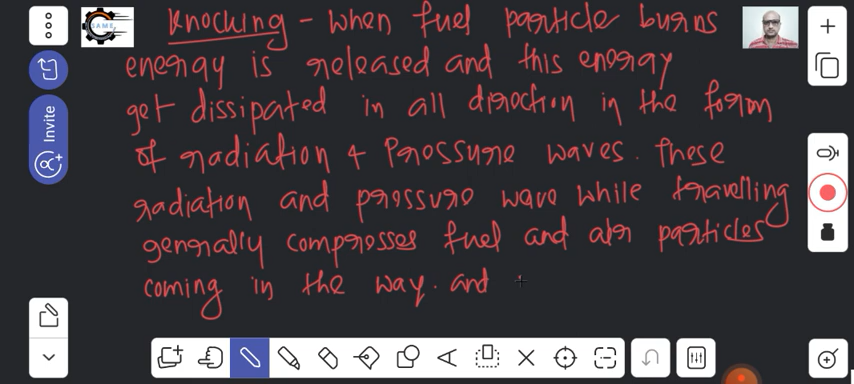 Knocking - When fuel particle burns
energy is released and this energy
get dissipated in all direction in the form
of radiation & Pressure waves. These
radiation and pressure wave while travelling
generally compresses fuel and air particles
coming in the way. and
GAME
Invite